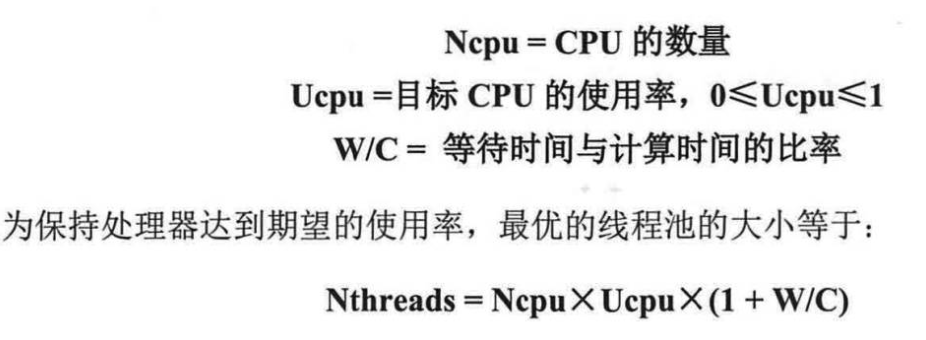 Ncpu = CPU 的数量
Ucpu =目标 CPU 的使用率，0≤Ucpu≤1
W/C = 等待时间与计算时间的比率
为保持处理器达到期望的使用率，最优的线程池的大小等于：
Nthreads = Ncpu×Ucpu×(1 + W/C)